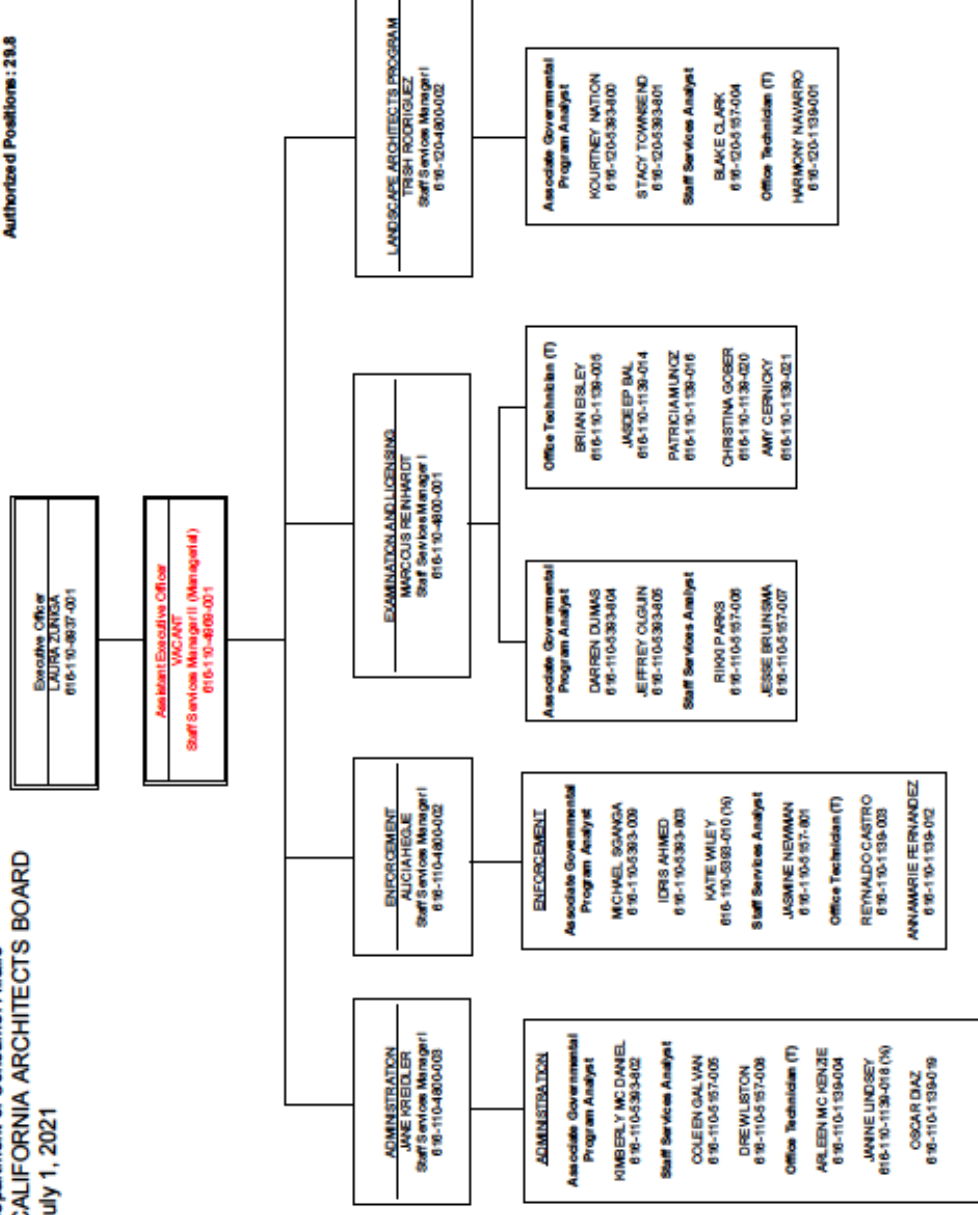 CALIFORNIA ARCHITECTS BOARD
uly 1, 2021
Authorized Positions: 29.8
Executive Officer
LAURA ZUNIGA
616-110-8937-001
Assistant Executive Officer
VACANT
Staff Services Manager II (Managerial)
616-110-4969-001
ADMINISTRATION
JANE KREIDLER
Staff Services Manager I
616-110-4800-003
ENFORCEMENT
ALICIA HEGJE
Staff Services Manager I
616-110-4800-002
EXAMINATION AND LICENSING
MARCCUS REINHARDT
Staff Services Manager I
616-110-4800-001
LANDSCAPE ARCHITECTS PROGRAM
TRISH RODRIGUEZ
Staff Services Manager I
616-120-4800-002
ADMINISTRATION
Associate Governmental
Program Analyst
KIMBERLY MC DANIEL
616-110-5393-802
Staff Services Analyst
COLEEN GALVAN
616-110-5157-005
DREW LISTON
616-110-5157-008
Office Technician (T)
ARLEEN MC KENZIE
616-110-1139-004
JANINE LINDSEY
616-110-1139-018
OSCAR DIAZ
616-110-1139-019
ENFORCEMENT
Associate Governmental
Program Analyst
MICHAEL SGANGA
616-110-5393-009
IDRIS AHMED
616-110-5393-803
KATIE WILEY
616-110-5393-010
Staff Services Analyst
JASMINE NEWMAN
616-110-5157-801
Office Technician (T)
REYNALDO CASTRO
616-110-1139-003
ANNAMARIE FERNANDEZ
616-110-1139-012
Associate Governmental
Program Analyst
DARREN DUMAS
616-110-5393-804
JEFFREY OLGUIN
616-110-5393-805
Staff Services Analyst
RIKKI PARKS
616-110-5157-006
JESSE BRUINSMA
616-110-5157-007
Office Technician (T)
BRIAN EISLEY
616-110-1139-005
JASDEEP BAL
616-110-1139-014
PATRICIA MUNOZ
616-110-1139-016
CHRISTINA GOBER
616-110-1139-020
AMY CERNICKY
616-110-1139-021
Associate Governmental
Program Analyst
KOURTNEY NATION
616-120-5393-800
STACY TOWNSEND
616-120-5393-801
Staff Services Analyst
BLAKE CLARK
616-120-5157-004
Office Technician (T)
HARMONY NAVARRO
616-120-1139-001